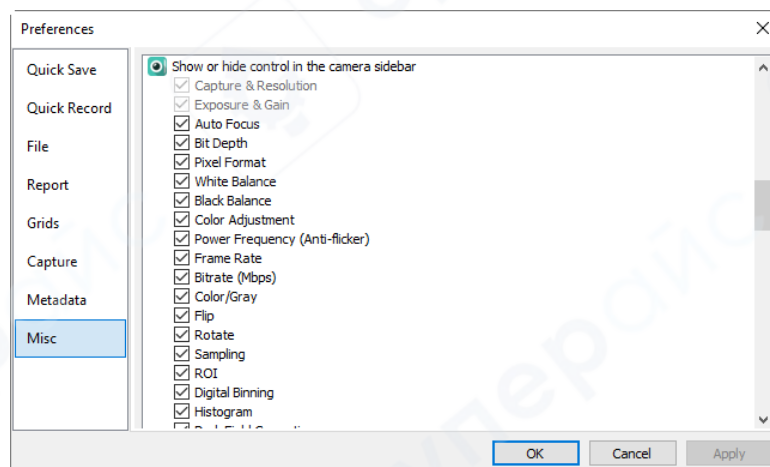 Preferences
Quick Save
Quick Record
File
Report
Grids
Capture
Metadata
Misc
Show or hide control in the camera sidebar
Capture & Resolution
Exposure & Gain
Auto Focus
Bit Depth
Pixel Format
White Balance
Black Balance
Color Adjustment
Power Frequency (Anti-flicker)
Frame Rate
Bitrate (Mbps)
Color/Gray
Flip
Rotate
Sampling
ROI
Digital Binning
Histogram
OK
Cancel
Apply